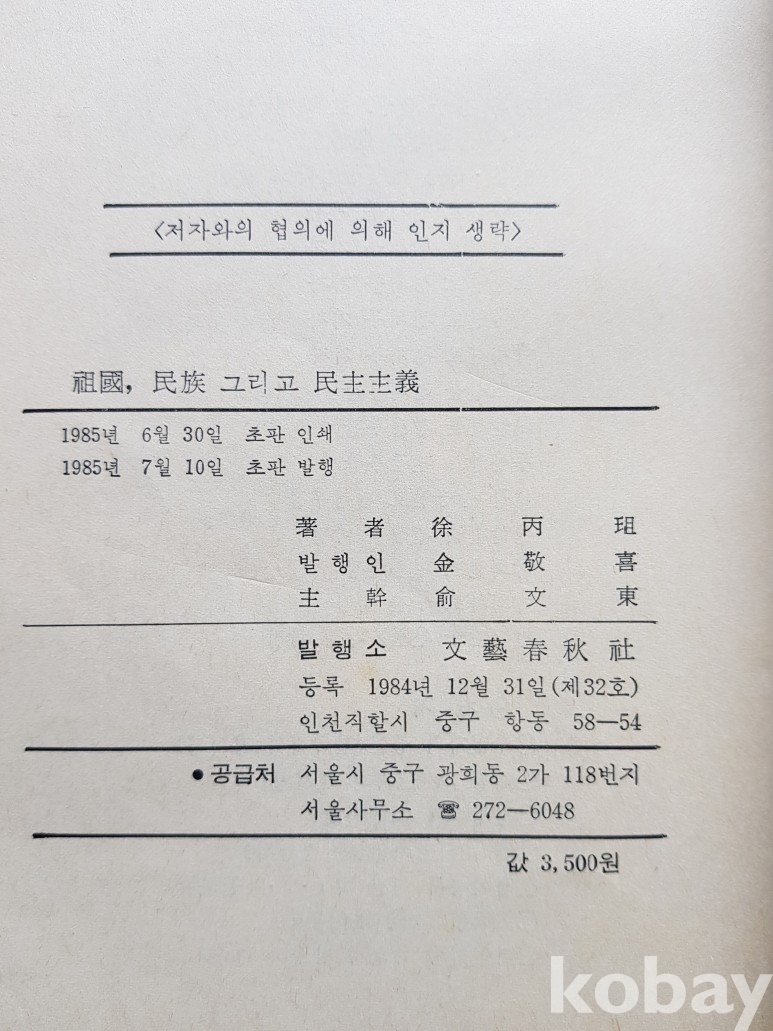 〈저자와의 협의에 의해 인지 생략〉
祖國, 民族 그리고 民主主義
1985년 6월 30일 초판 인쇄
1985년 7월 10일 초판 발행
著者 徐丙珇
발행인 金敬喜
主幹 俞文東
발행소 文藝春秋社
등록 1984년 12월 31일(제32호)
인천직할시 중구 항동 58—54
● 공급처 서울시 중구 광희동 2가 118번지
서울사무소 ☎ 272—6048
값 3,500원
kobay